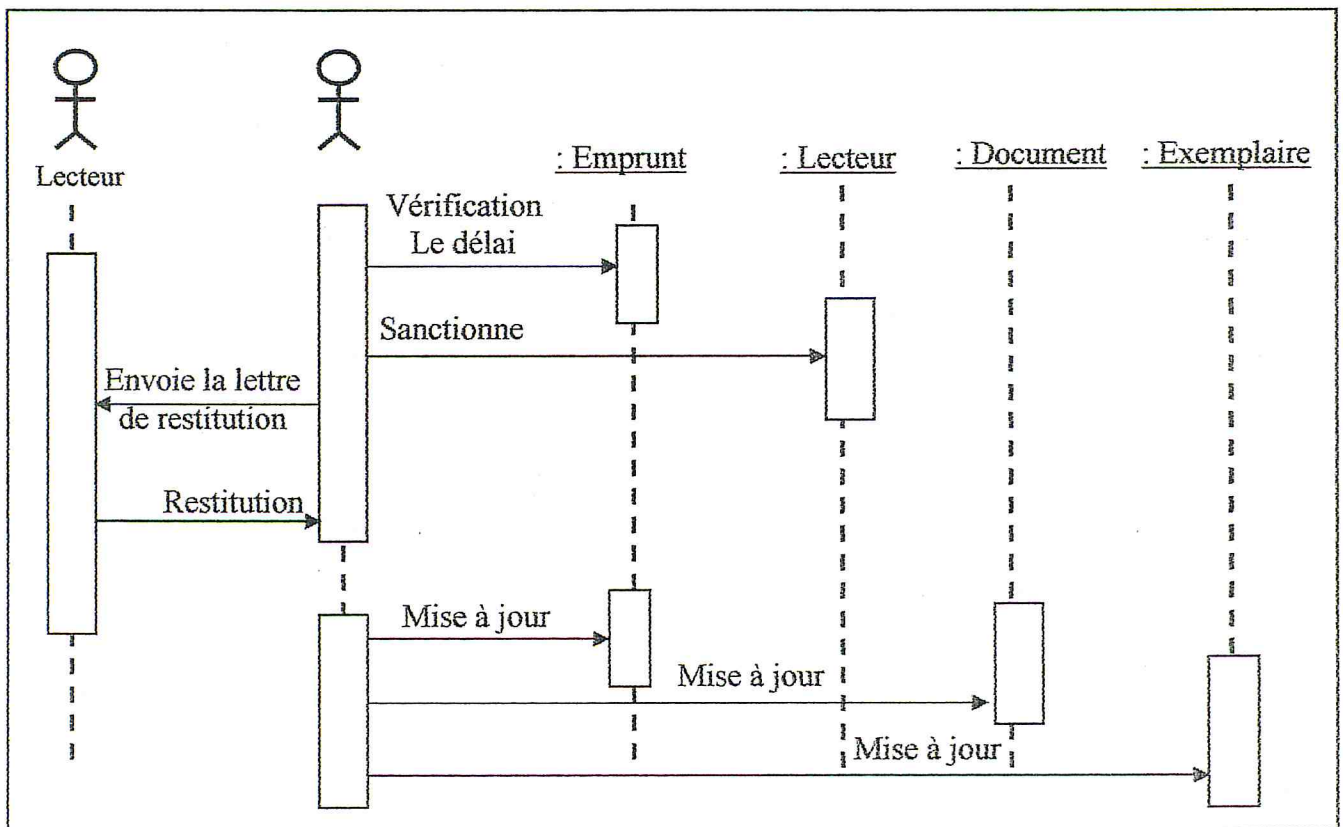 Lecteur
: Emprunt
: Lecteur
: Document
: Exemplaire
Vérification
Le délai
Sanctionne
Envoie la lettre
de restitution
Restitution
Mise à jour
Mise à jour
Mise à jour